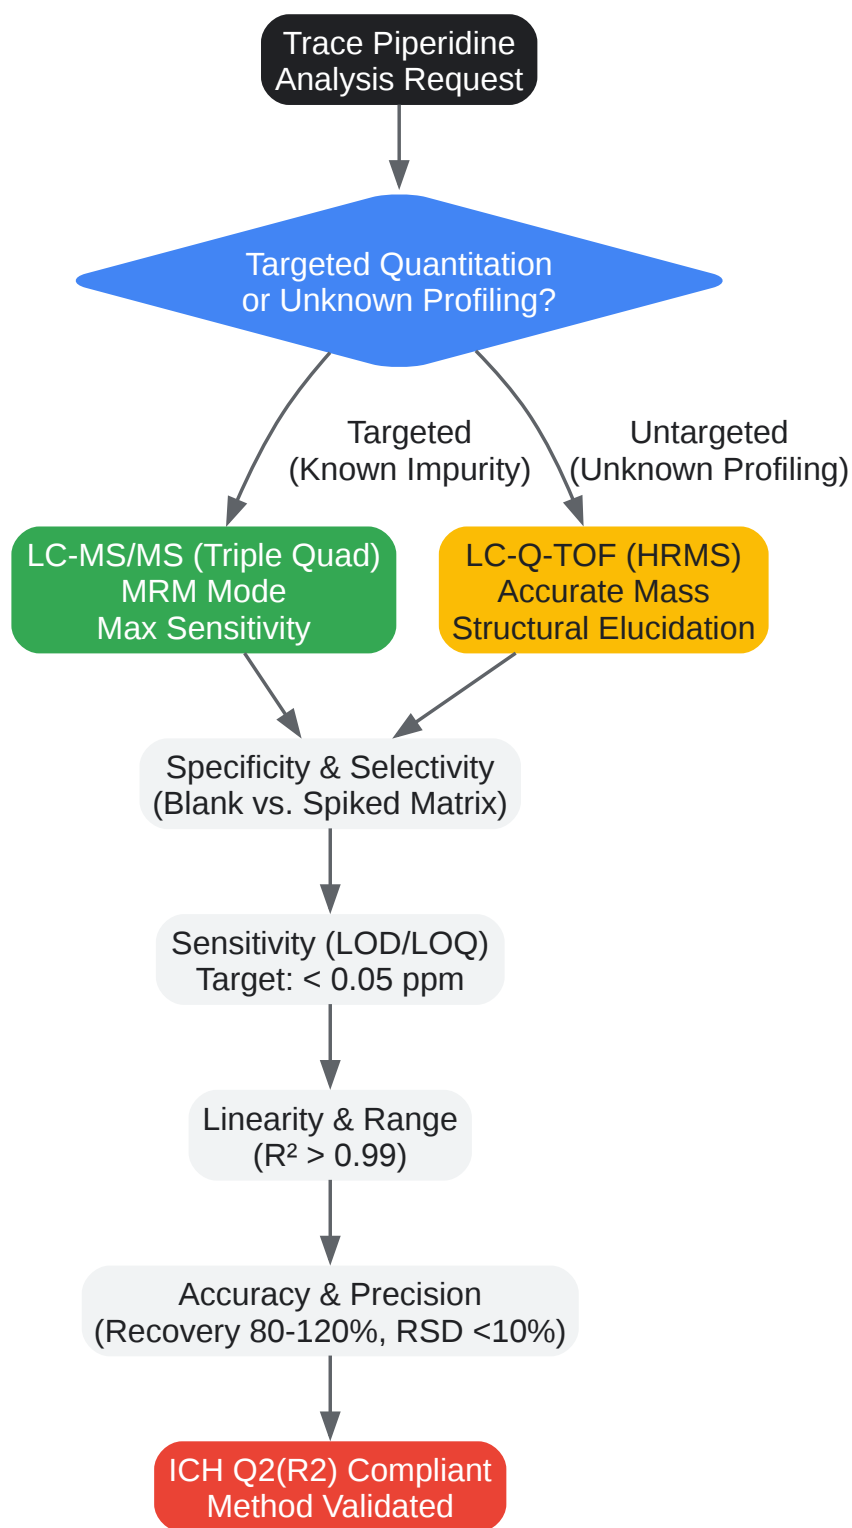 Trace Piperidine
Analysis Request
Targeted Quantitation
or Unknown Profiling?
Targeted
(Known Impurity)
Untargeted
(Unknown Profiling)
LC-MS/MS (Triple Quad)
MRM Mode
Max Sensitivity
LC-Q-TOF (HRMS)
Accurate Mass
Structural Elucidation
Specificity & Selectivity
(Blank vs. Spiked Matrix)
Sensitivity (LOD/LOQ)
Target: < 0.05 ppm
Linearity & Range
(R² > 0.99)
Accuracy & Precision
(Recovery 80-120%, RSD <10%)
ICH Q2(R2) Compliant
Method Validated